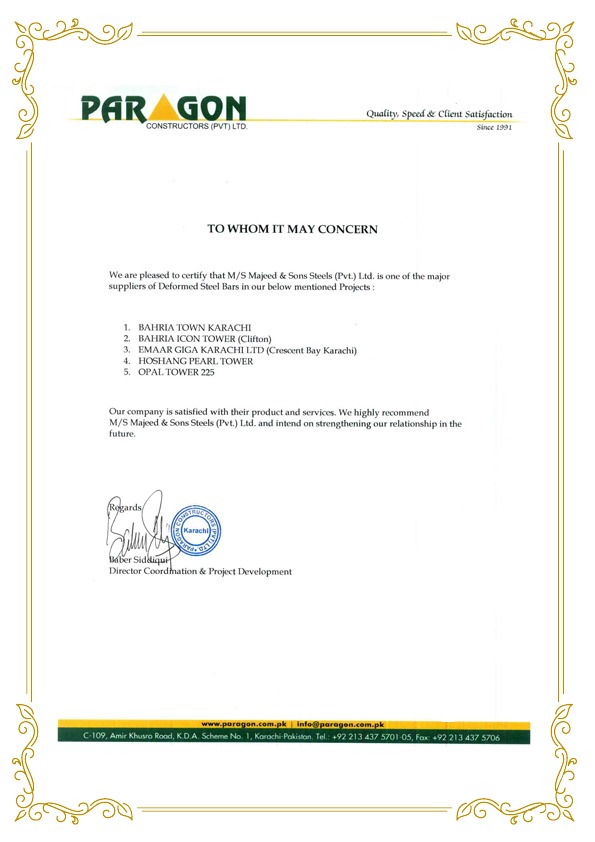 PARAGON
CONSTRUCTORS (PVT) LTD.
Quality, Speed & Client Satisfaction
Since 1991
TO WHOM IT MAY CONCERN
We are pleased to certify that M/S Majeed & Sons Steels (Pvt.) Ltd. is one of the major
suppliers of Deformed Steel Bars in our below mentioned Projects :
1. BAHRIA TOWN KARACHI
2. BAHRIA ICON TOWER (Clifton)
3. EMAAR GIGA KARACHI LTD (Crescent Bay Karachi)
4. HOSHANG PEARL TOWER
5. OPAL TOWER 225
Our company is satisfied with their product and services. We highly recommend
M/S Majeed & Sons Steels (Pvt.) Ltd. and intend on strengthening our relationship in the
future.
Regards
PARAGON CONSTRUCTORS (PVT) LTD.
Karachi
Baber Siddiqui
Director Coordination & Project Development
www.paragon.com.pk | info@paragon.com.pk
C-109, Amir Khusro Road, K.D.A. Scheme No. 1, Karachi-Pakistan. Tel.: +92 213 437 5701-05, Fax: +92 213 437 5706